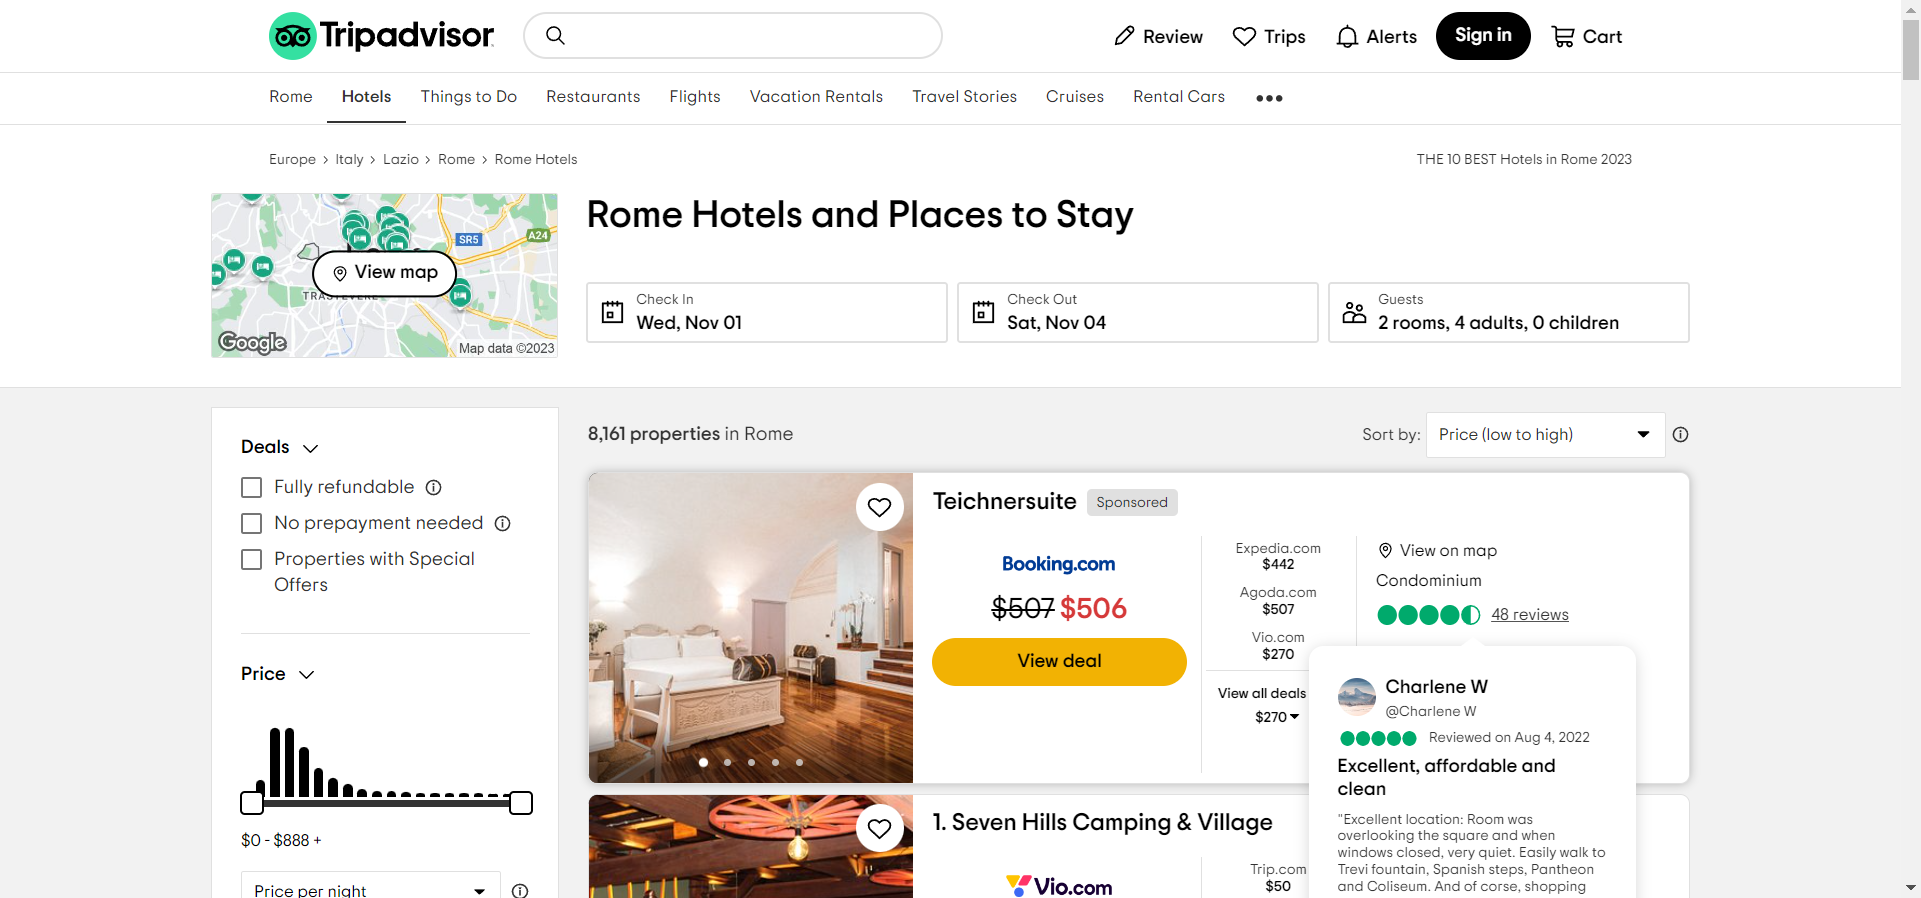 Tripadvisor
Review
Trips
Alerts
Sign in
Cart
Rome
Hotels
Things to Do
Restaurants
Flights
Vacation Rentals
Travel Stories
Cruises
Rental Cars
Europe › Italy › Lazio › Rome › Rome Hotels
THE 10 BEST Hotels in Rome 2023
SR5
A24
View map
Google
Map data ©2023
Rome Hotels and Places to Stay
Check In
Wed, Nov 01
Check Out
Sat, Nov 04
Guests
2 rooms, 4 adults, 0 children
Deals
Fully refundable
No prepayment needed
Properties with Special
Offers
Price
$0 - $888 +
Price per night
8,161 properties in Rome
Sort by:
Price (low to high)
Teichnersuite
Sponsored
Booking.com
$507 $506
View deal
Expedia.com
$442
Agoda.com
$507
Vio.com
$270
View all deals
$270
View on map
Condominium
48 reviews
Charlene W
@Charlene W
Reviewed on Aug 4, 2022
Excellent, affordable and
clean
"Excellent location: Room was
overlooking the square and when
windows closed, very quiet. Easily walk to
Trevi fountain, Spanish steps, Pantheon
and Coliseum. And of corse, shopping
1. Seven Hills Camping & Village
Vio.com
Trip.com
$50